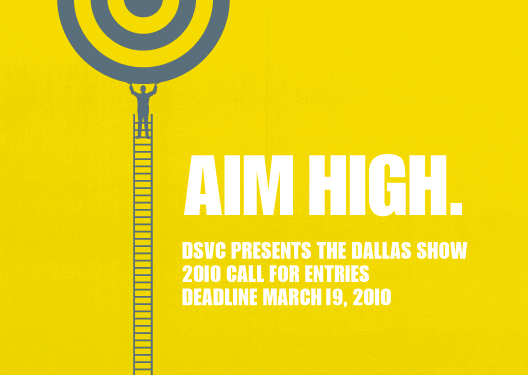 AIM HIGH.
DSVC PRESENTS THE DALLAS SHOW
2010 CALL FOR ENTRIES
DEADLINE MARCH 19, 2010